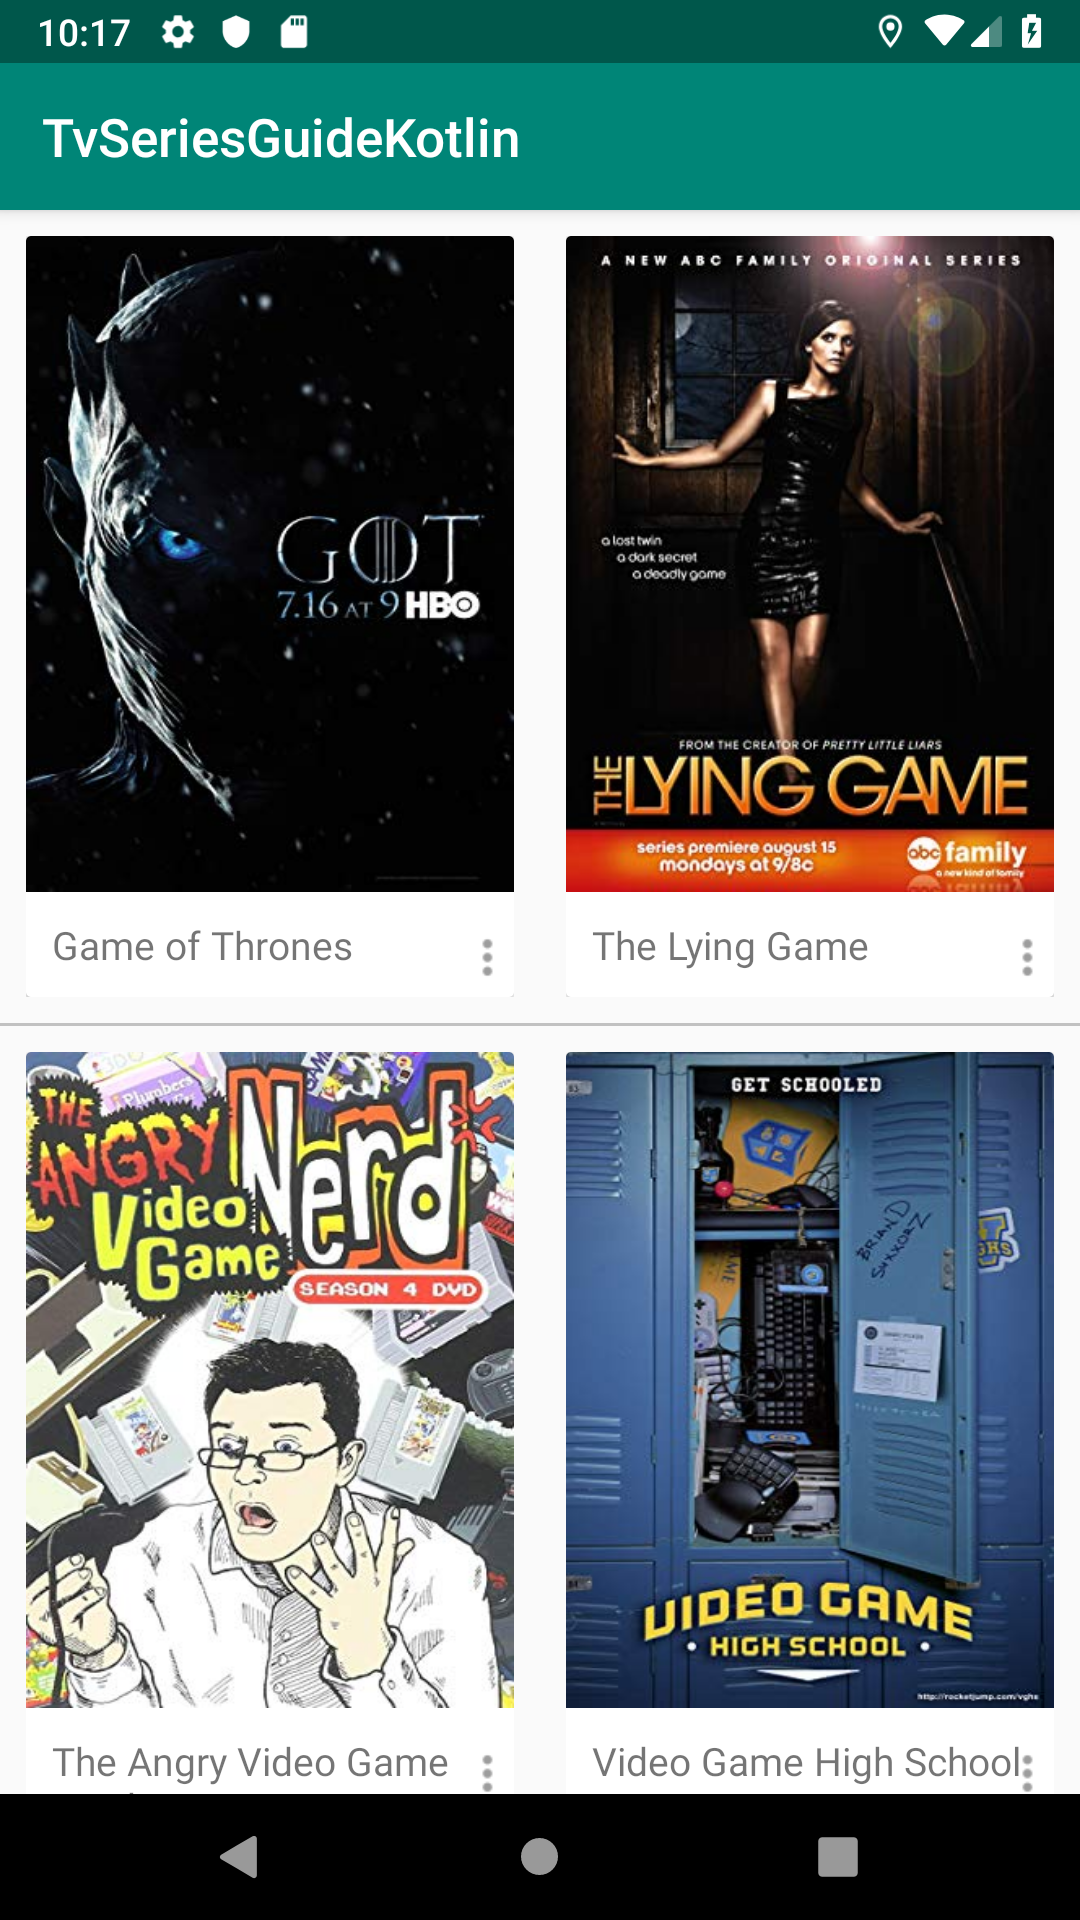 10:17
TvSeriesGuideKotlin
GOT
7.16 AT 9 HBO
Game of Thrones
A NEW ABC FAMILY ORIGINAL SERIES
a lost twin
a dark secret
a deadly game
FROM THE CREATOR OF PRETTY LITTLE LIARS
THE LYING GAME
series premiere august 15
mondays at 9/8c
abc family
a new kind of family
The Lying Game
3DO
Plumbers
THE
ANGRY
Video
Game
Nerd
SEASON 4 DVD
The Angry Video Game
GET SCHOOLED
BRIAND
VIDEO GAME
HIGH SCHOOL
http://rocketjump.com/vghs
Video Game High School